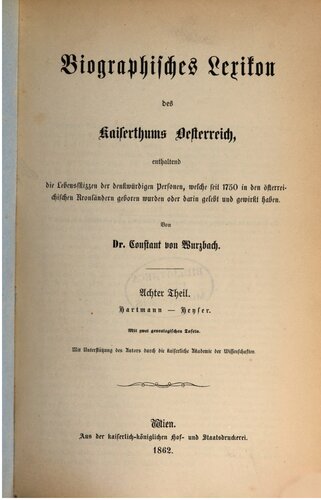 Biographisches Lexikon
des
Kaiserthums Oesterreich,
enthaltend
die Lebensskizzen der denkwürdigen Personen, welche seit 1750 in den österrei-
chischen Kronländern geboren wurden oder darin gelebt und gewirkt haben.
Von
Dr. Constant von Wurzbach.
Achter Theil.
Hartmann — Heyser.
Mit zwei genealogischen Tafeln.
Mit Unterstützung des Autors durch die kaiserliche Akademie der Wissenschaften
Wien.
Aus der kaiserlich-königlichen Hof- und Staatsdruckerei.
1862.